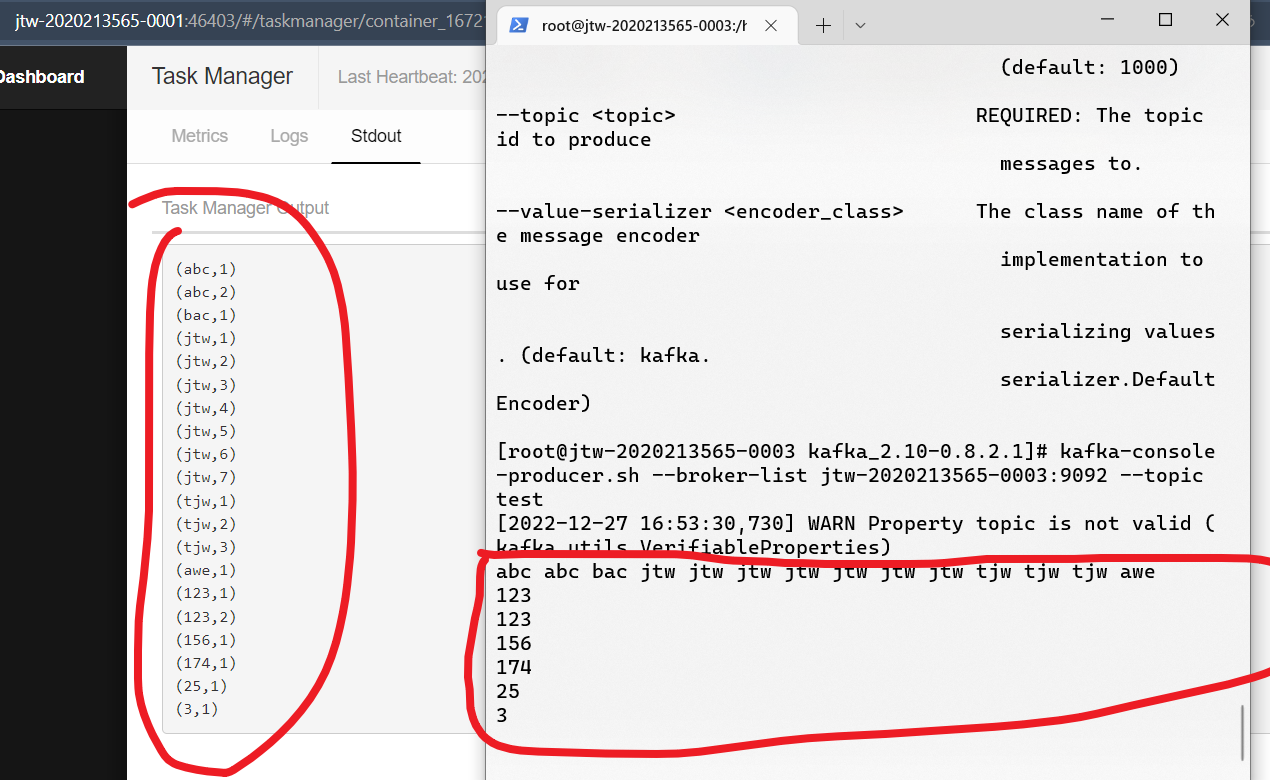 jtw-2020213565-0001:46403/#/taskmanager/container_1672
root@jtw-2020213565-0003:/h
Dashboard
Task Manager
Last Heartbeat: 202
Metrics
Logs
Stdout
Task Manager Output
(abc,1)
(abc,2)
(bac,1)
(jtw,1)
(jtw,2)
(jtw,3)
(jtw,4)
(jtw,5)
(jtw,6)
(jtw,7)
(tjw,1)
(tjw,2)
(tjw,3)
(awe,1)
(123,1)
(123,2)
(156,1)
(174,1)
(25,1)
(3,1)
(default: 1000)
--topic <topic> REQUIRED: The topic
id to produce
messages to.
--value-serializer <encoder_class> The class name of th
e message encoder
implementation to
use for
serializing values
. (default: kafka.
serializer.Default
Encoder)
[root@jtw-2020213565-0003 kafka_2.10-0.8.2.1]# kafka-console
-producer.sh --broker-list jtw-2020213565-0003:9092 --topic
test
[2022-12-27 16:53:30,730] WARN Property topic is not valid (
kafka.utils.VerifiableProperties)
abc abc bac jtw jtw jtw jtw jtw jtw jtw tjw tjw tjw awe
123
123
156
174
25
3